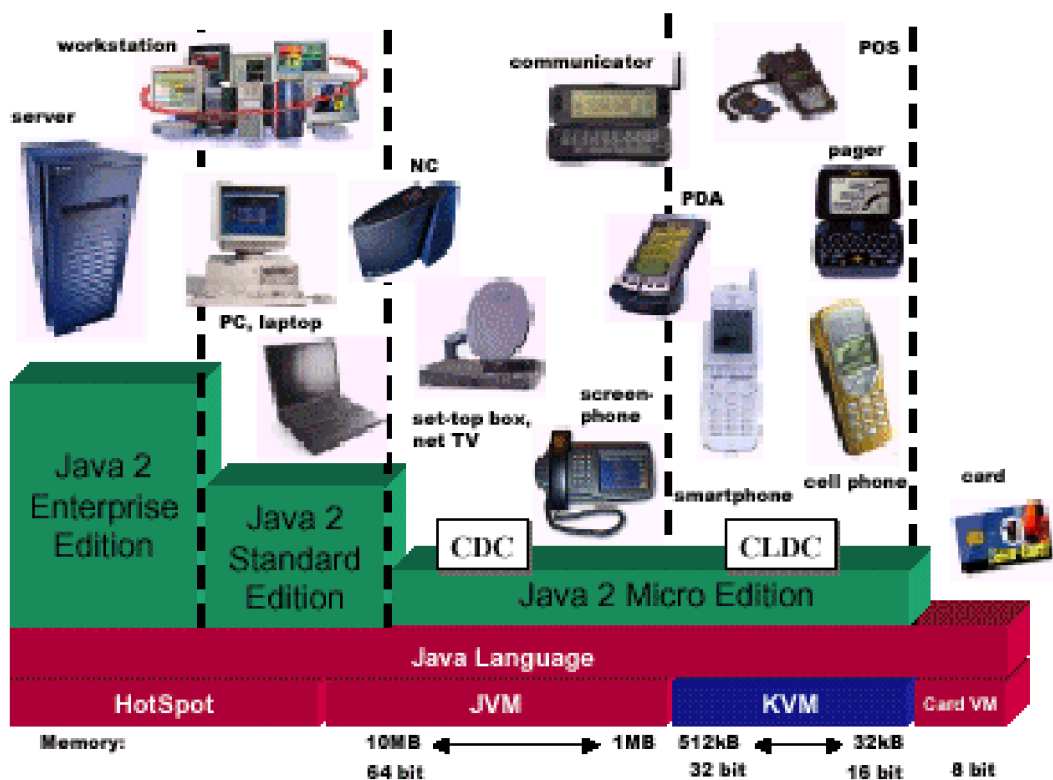 workstation
server
NC
PC, laptop
communicator
POS
pager
PDA
set-top box,
net TV
screen-
phone
smartphone
cell phone
card
Java 2
Enterprise
Edition
Java 2
Standard
Edition
CDC
CLDC
Java 2 Micro Edition
Java Language
HotSpot
JVM
KVM
Card VM
Memory:
10MB
1MB
512kB
32kB
64 bit
32 bit
16 bit
8 bit